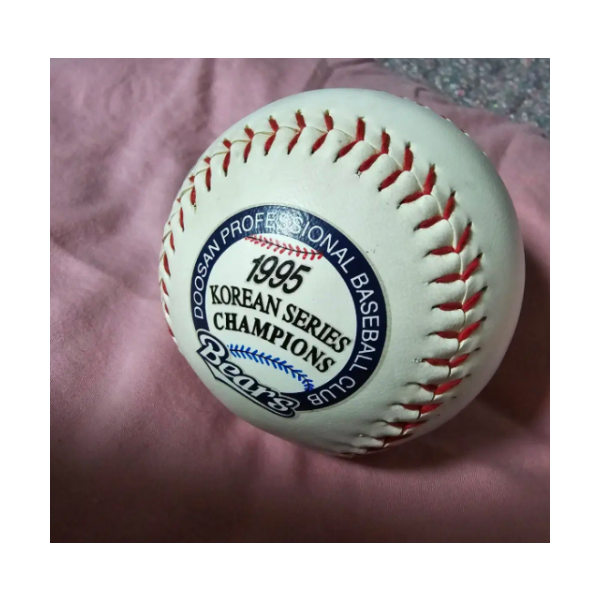 DOOSAN PROFESSIONAL BASEBALL CLUB
1995
KOREAN SERIES
CHAMPIONS
Bears